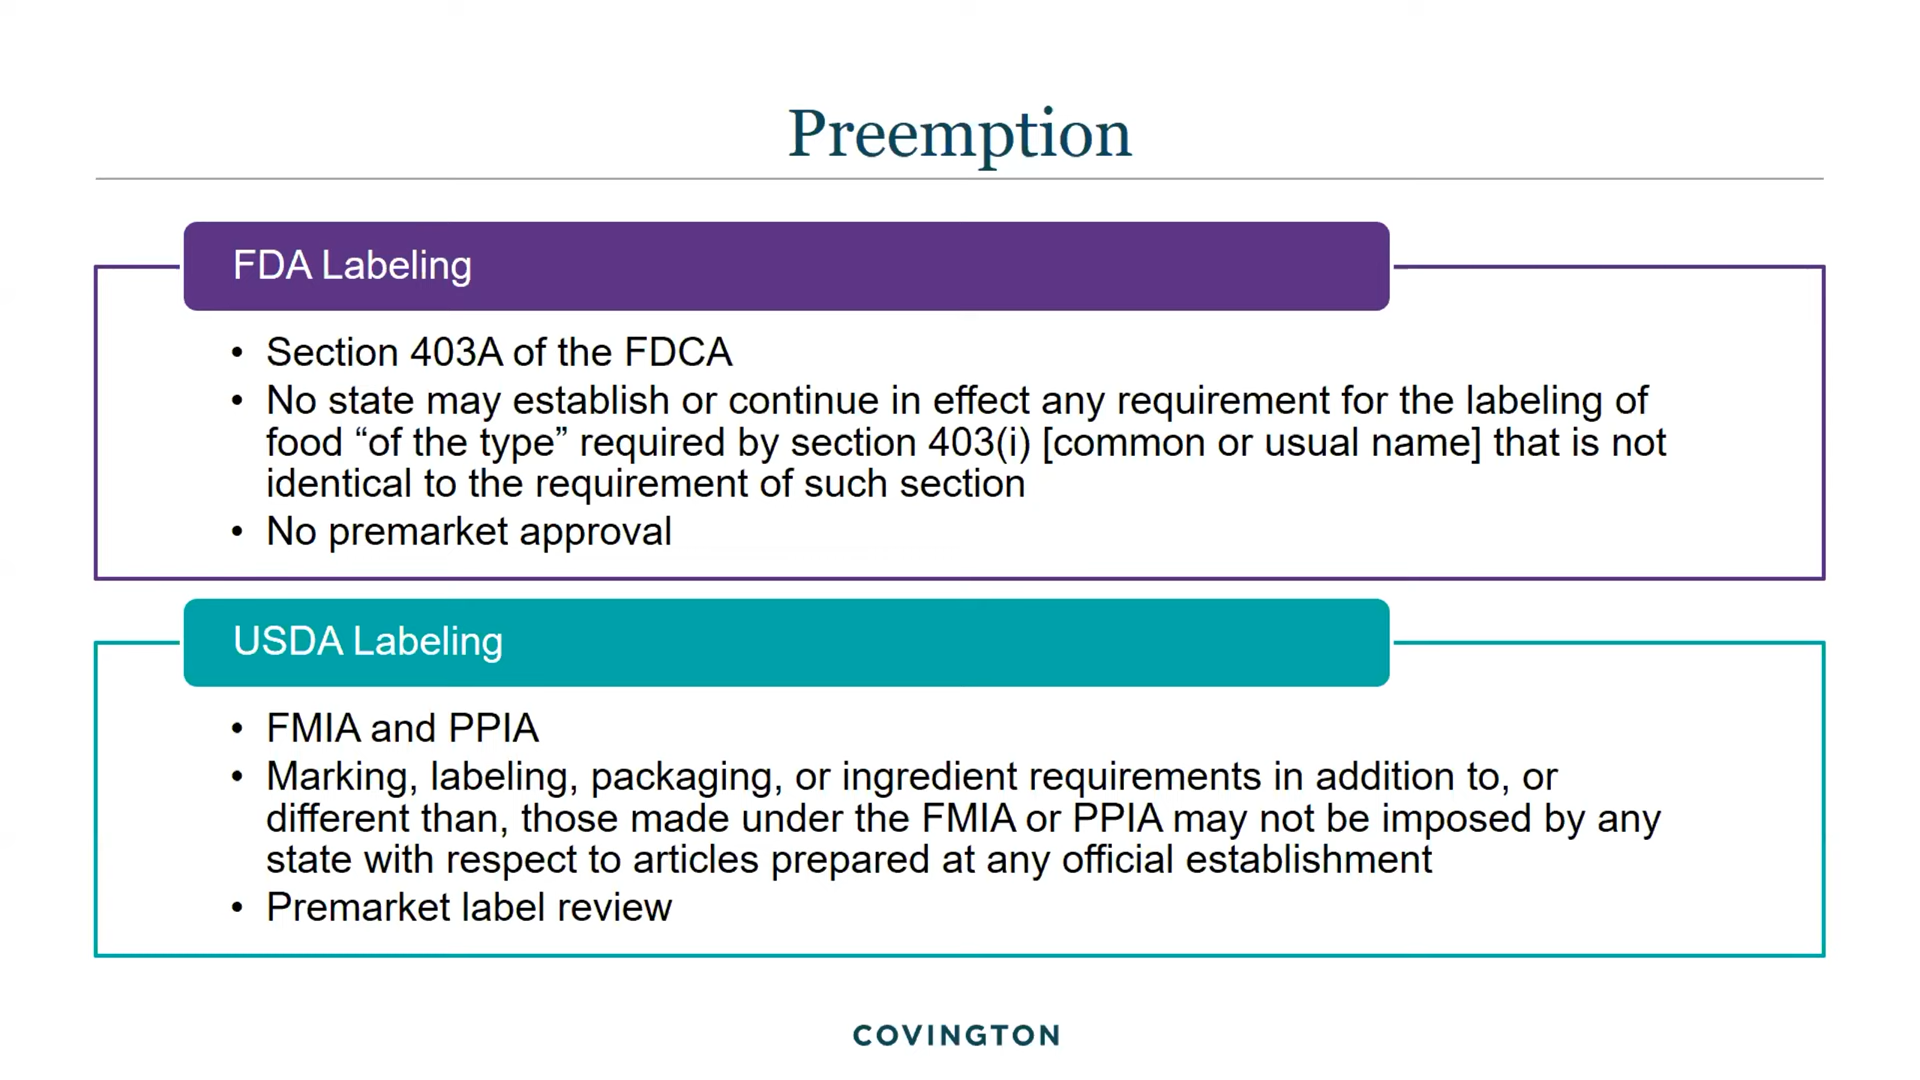 Preemption
FDA Labeling
• Section 403A of the FDCA
• No state may establish or continue in effect any requirement for the labeling of
food “of the type” required by section 403(i) [common or usual name] that is not
identical to the requirement of such section
• No premarket approval
USDA Labeling
• FMIA and PPIA
• Marking, labeling, packaging, or ingredient requirements in addition to, or
different than, those made under the FMIA or PPIA may not be imposed by any
state with respect to articles prepared at any official establishment
• Premarket label review
COVINGTON